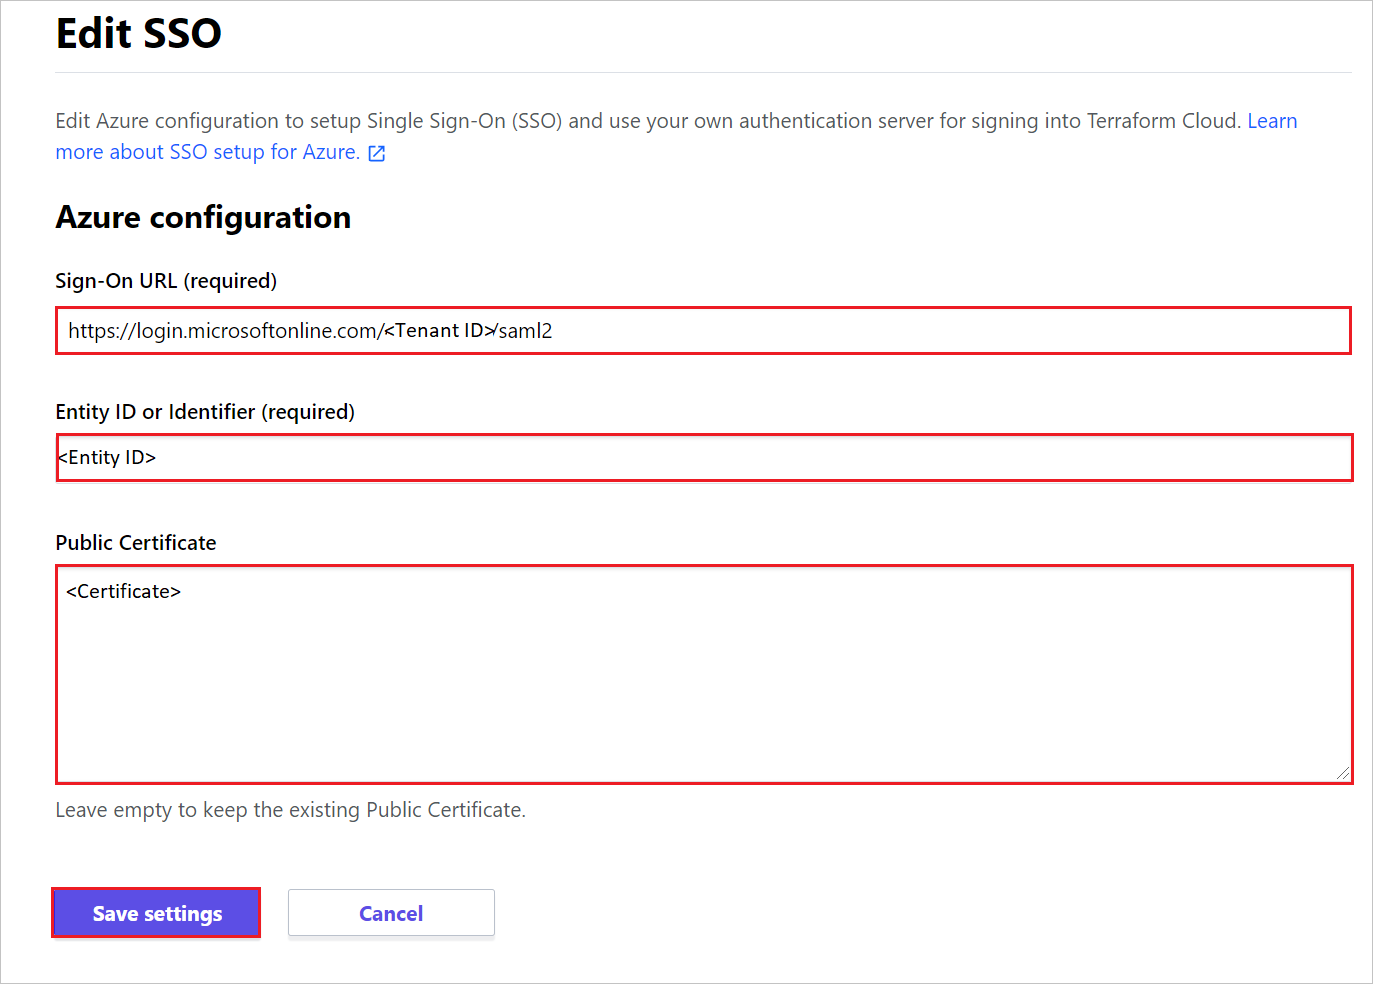 Edit SSO
Edit Azure configuration to setup Single Sign-On (SSO) and use your own authentication server for signing into Terraform Cloud. Learn
more about SSO setup for Azure.
Azure configuration
Sign-On URL (required)
https://login.microsoftonline.com/<Tenant ID>/saml2
Entity ID or Identifier (required)
<Entity ID>
Public Certificate
<Certificate>
Leave empty to keep the existing Public Certificate.
Save settings Cancel